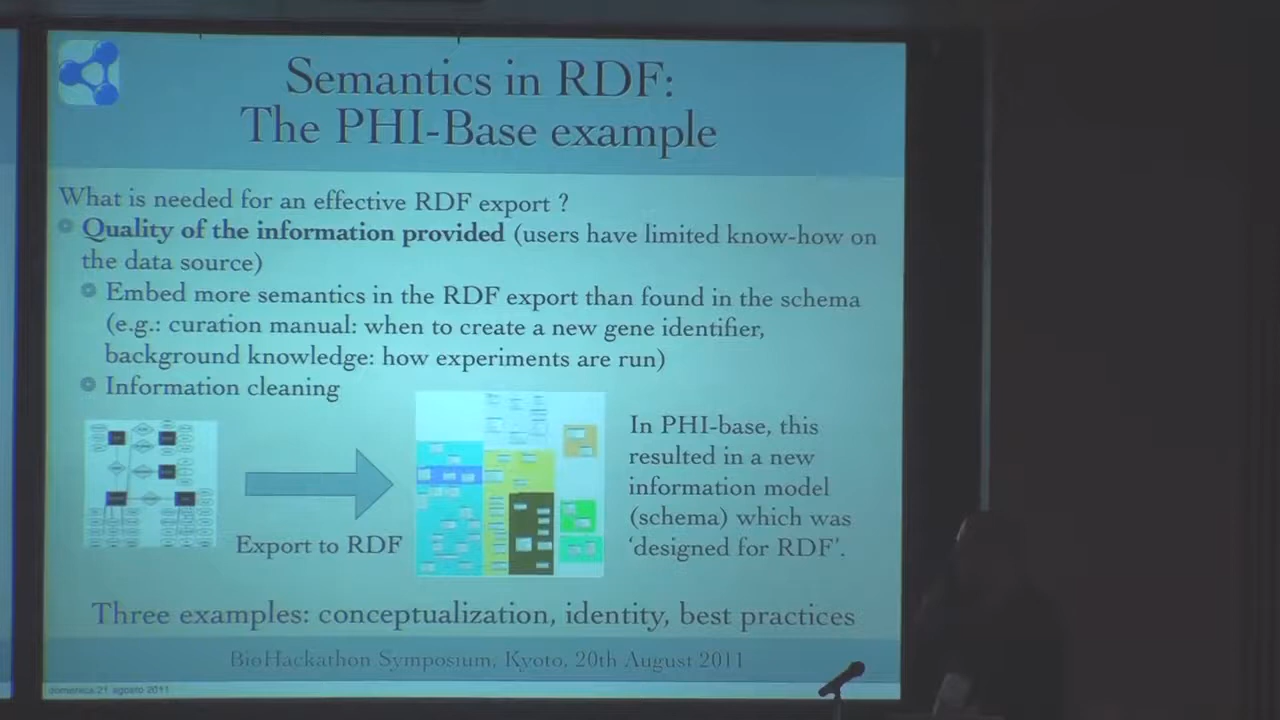 Semantics in RDF:
The PHI-Base example
What is needed for an effective RDF export ?
Quality of the information provided (users have limited know-how on
the data source)
Embed more semantics in the RDF export than found in the schema
(e.g.: curation manual: when to create a new gene identifier,
background knowledge: how experiments are run)
Information cleaning
Export to RDF
In PHI-base, this
resulted in a new
information model
(schema) which was
'designed for RDF'.
Three examples: conceptualization, identity, best practices
BioHackathon Symposium, Kyoto, 20th August 2011
domenica 21 agosto 2011